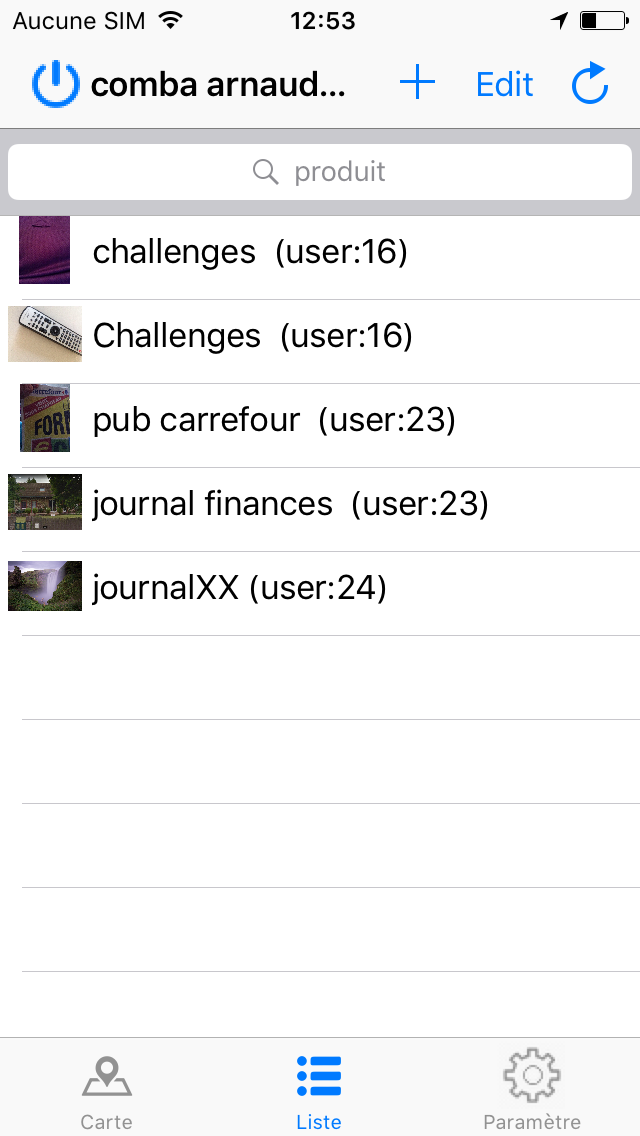 Aucune SIM 12:53
comba arnaud... + Edit
produit
challenges (user:16)
Challenges (user:16)
FOR
pub carrefour (user:23)
journal finances (user:23)
journalXX (user:24)
Carte Liste Paramètre